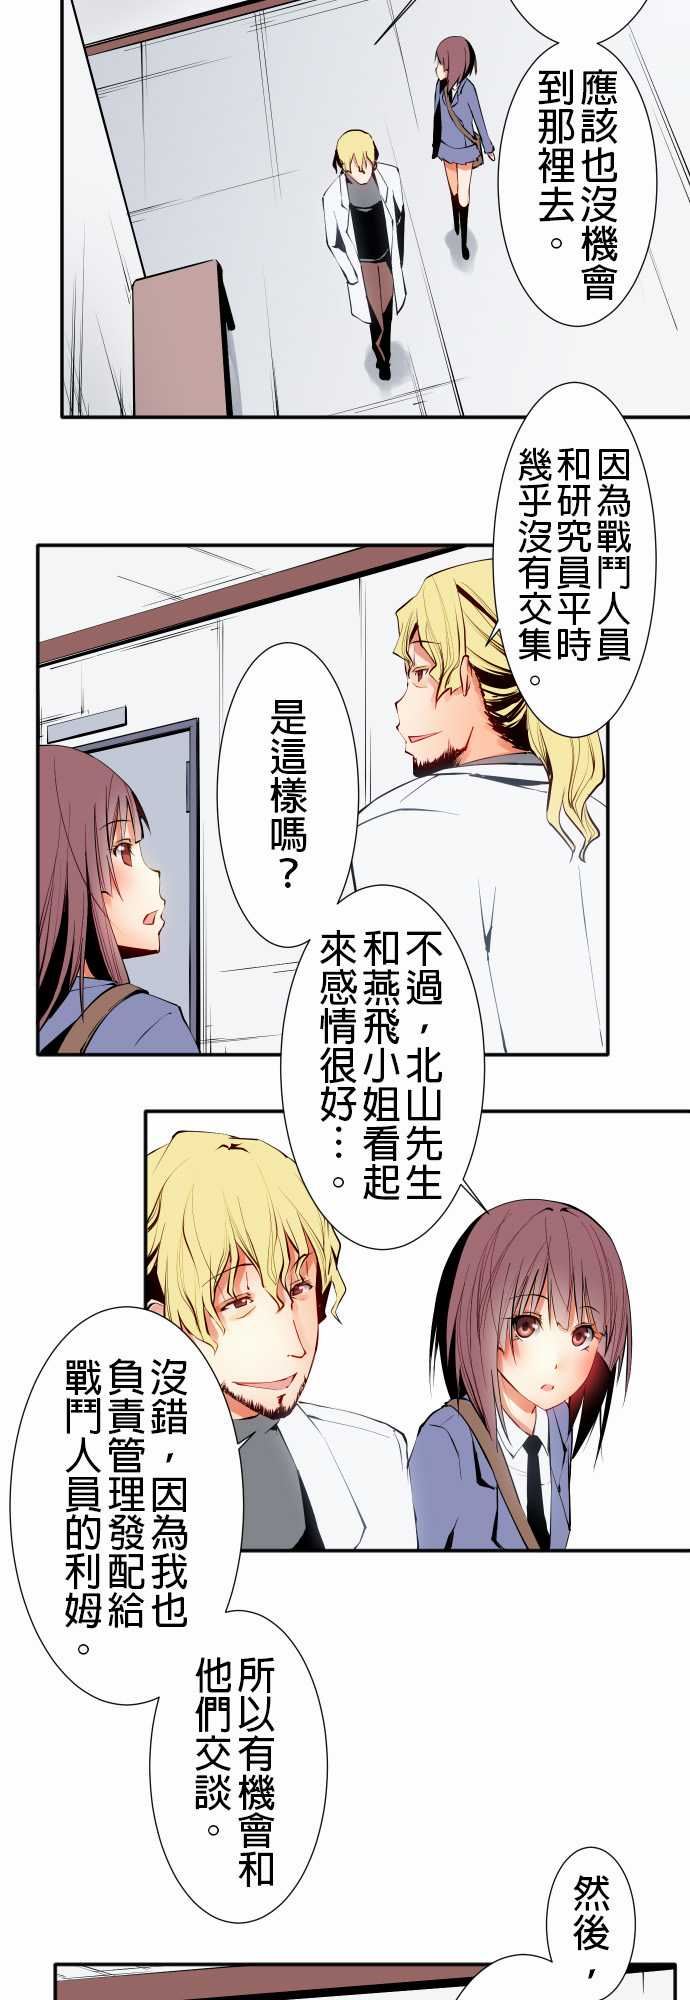 應該也沒機會
到那裡去。
因為戰鬥人員
和研究員平時
幾乎沒有交集。
是這樣嗎？
不過，北山先生
和燕飛小姐看起
來感情很好…。
沒錯，因為我也
負責管理發配給
戰鬥人員的利姆。
所以有機會和
他們交談。
然後，